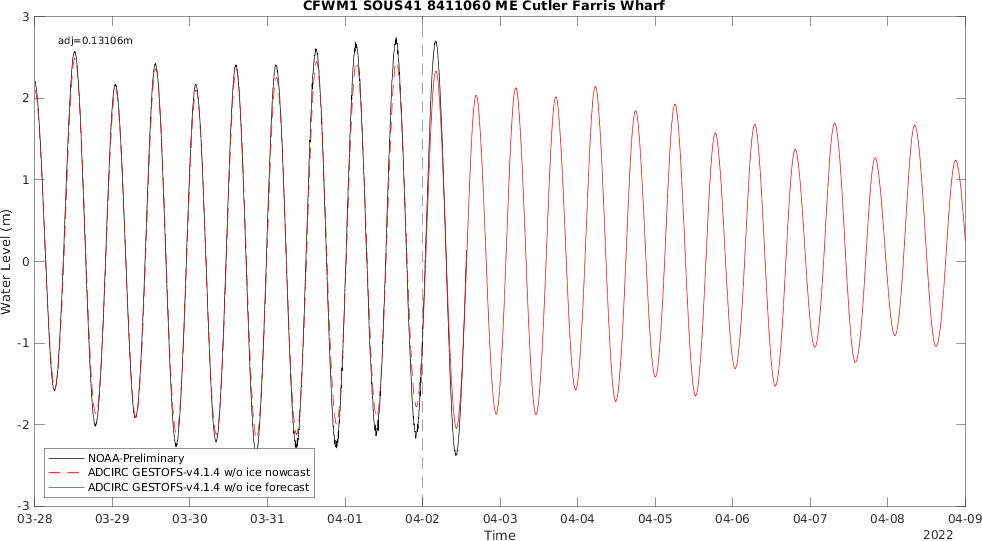 CFWM1 SOUS41 8411060 ME Cutler Farris Wharf
adj=0.13106m
3
2
1
0
-1
-2
-3
Water Level (m)
NOAA-Preliminary
ADCIRC GESTOFS-v4.1.4 w/o ice nowcast
ADCIRC GESTOFS-v4.1.4 w/o ice forecast
03-28 03-29 03-30 03-31 04-01 04-02 04-03 04-04 04-05 04-06 04-07 04-08 04-09
Time
2022